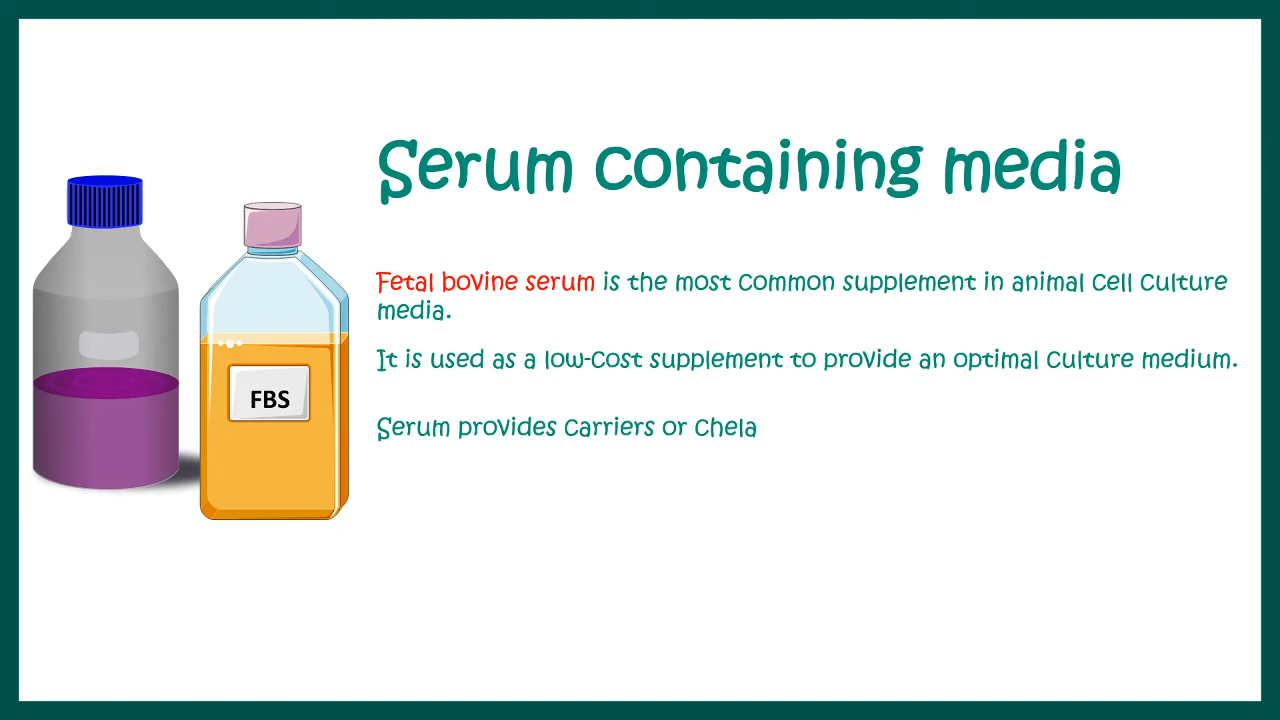 Serum containing media
Fetal bovine serum is the most common supplement in animal cell culture
media.
It is used as a low-cost supplement to provide an optimal culture medium.
FBS
Serum provides carriers or chela